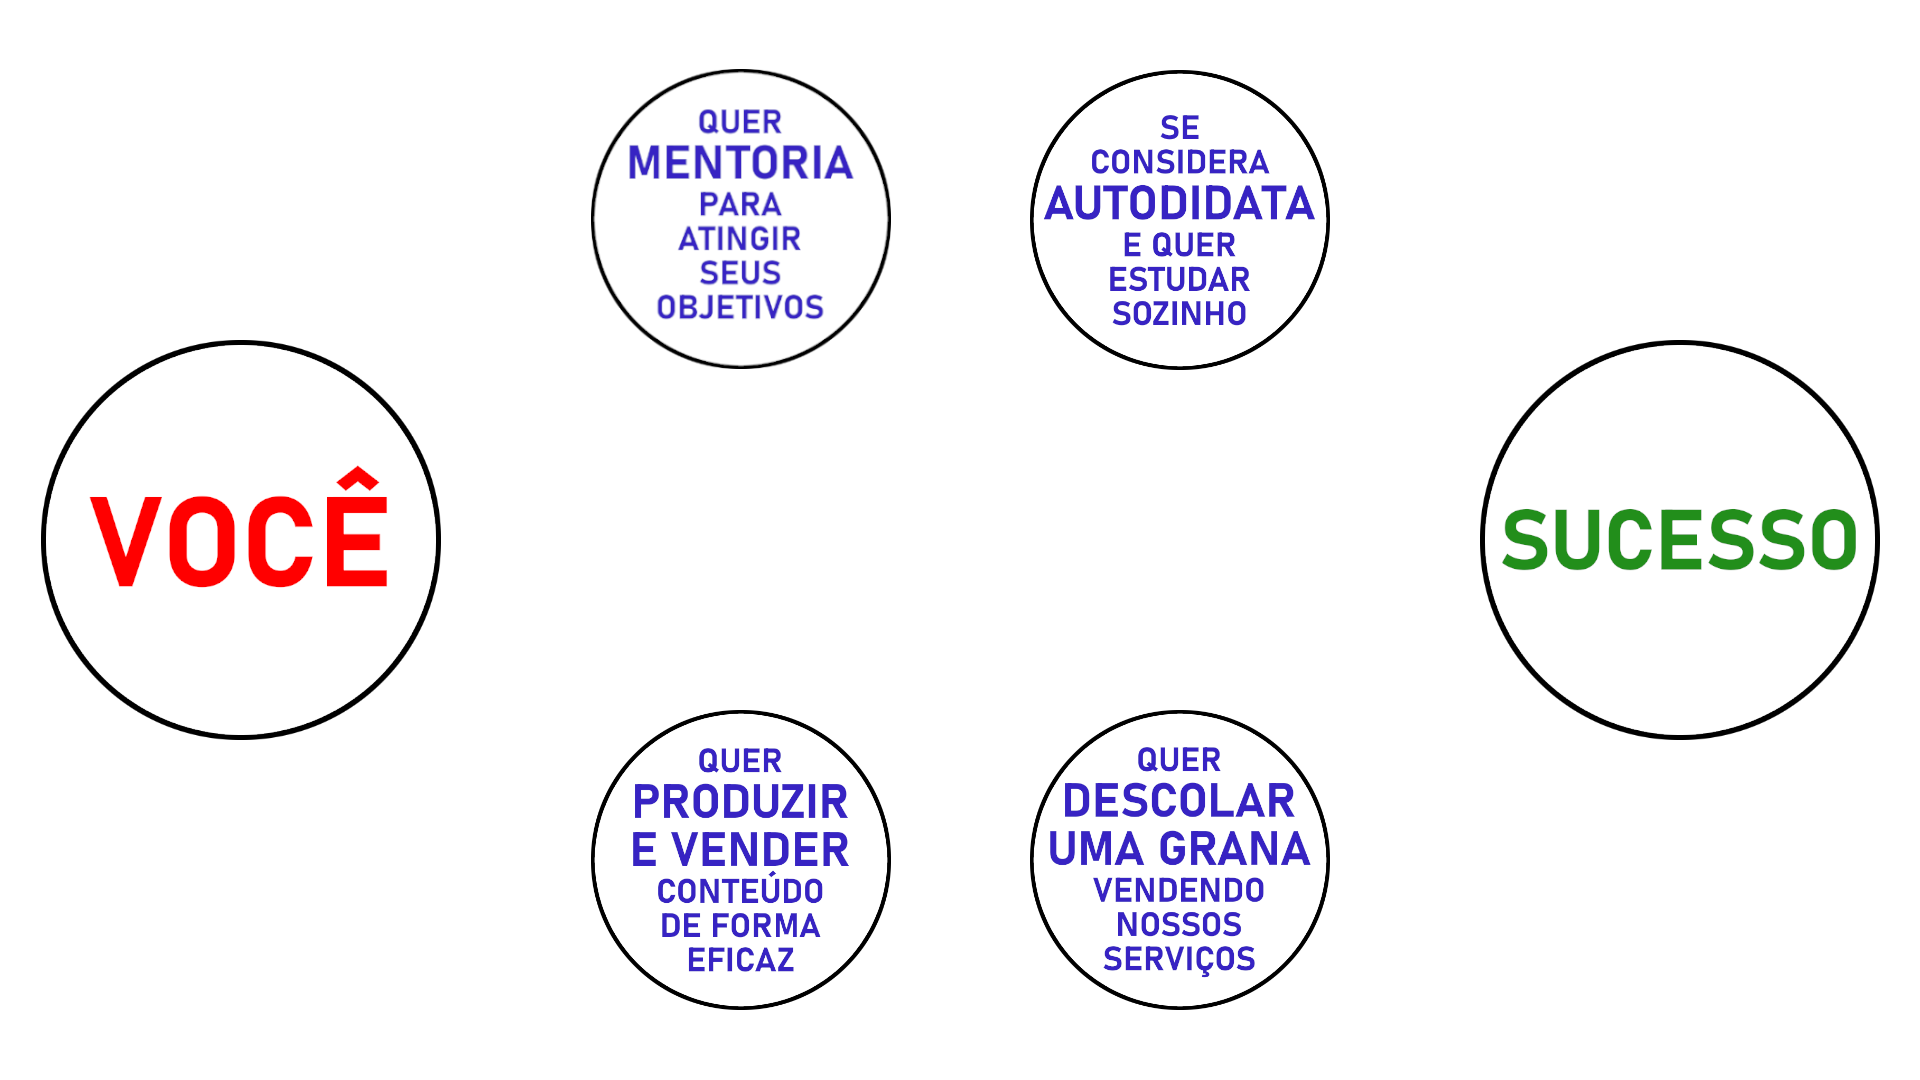 VOCÊ
QUER
MENTORIA
PARA
ATINGIR
SEUS
OBJETIVOS
SE
CONSIDERA
AUTODIDATA
E QUER
ESTUDAR
SOZINHO
QUER
PRODUZIR
E VENDER
CONTEÚDO
DE FORMA
EFICAZ
QUER
DESCOLAR
UMA GRANA
VENDENDO
NOSSOS
SERVIÇOS
SUCESSO